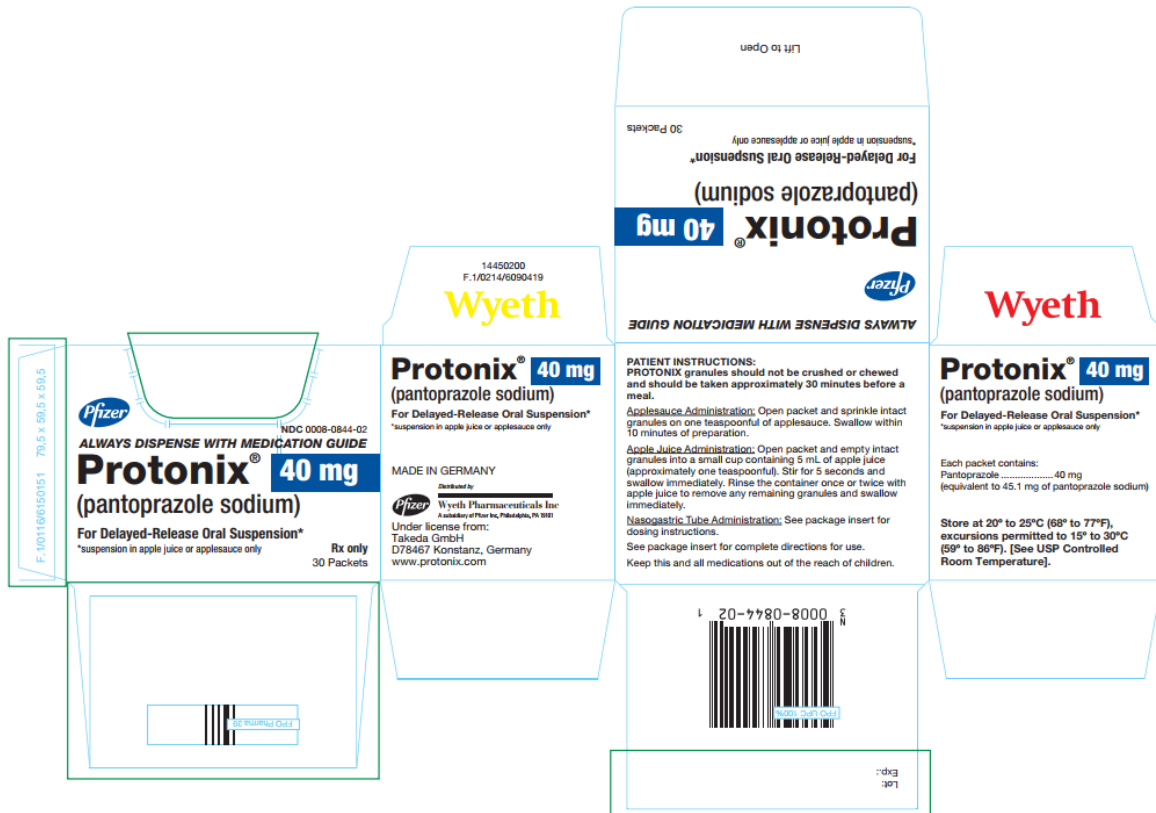 Lift to Open
30 Packets
*suspension in apple juice or applesauce only
For Delayed-Release Oral Suspension*
(pantoprazole sodium)
Protonix® 40 mg
Pfizer
ALWAYS DISPENSE WITH MEDICATION GUIDE
14450200
F.1/0214/6090419
Wyeth
Wyeth
F.1/0116/6150151 79,5 x 59,5 x 59,5
Pfizer
NDC 0008-0844-02
ALWAYS DISPENSE WITH MEDICATION GUIDE
Protonix® 40 mg
(pantoprazole sodium)
For Delayed-Release Oral Suspension*
*suspension in apple juice or applesauce only
Rx only
30 Packets
Protonix® 40 mg
(pantoprazole sodium)
For Delayed-Release Oral Suspension*
*suspension in apple juice or applesauce only
MADE IN GERMANY
Distributed by
Pfizer
Wyeth Pharmaceuticals Inc
A subsidiary of Pfizer Inc, Philadelphia, PA 19101
Under license from:
Takeda GmbH
D78467 Konstanz, Germany
www.protonix.com
PATIENT INSTRUCTIONS:
PROTONIX granules should not be crushed or chewed
and should be taken approximately 30 minutes before a
meal.
Applesauce Administration: Open packet and sprinkle intact
granules on one teaspoonful of applesauce. Swallow within
10 minutes of preparation.
Apple Juice Administration: Open packet and empty intact
granules into a small cup containing 5 mL of apple juice
(approximately one teaspoonful). Stir for 5 seconds and
swallow immediately. Rinse the container once or twice with
apple juice to remove any remaining granules and swallow
immediately.
Nasogastric Tube Administration: See package insert for
dosing instructions.
See package insert for complete directions for use.
Keep this and all medications out of the reach of children.
Protonix® 40 mg
(pantoprazole sodium)
For Delayed-Release Oral Suspension*
*suspension in apple juice or applesauce only
Each packet contains:
Pantoprazole ................... 40 mg
(equivalent to 45.1 mg of pantoprazole sodium)
Store at 20º to 25ºC (68º to 77ºF),
excursions permitted to 15º to 30ºC
(59º to 86ºF). [See USP Controlled
Room Temperature].
FPO Pharma 39
N
3 0008-0844-02 1
FPO UPC 100%
Lot:
Exp.: